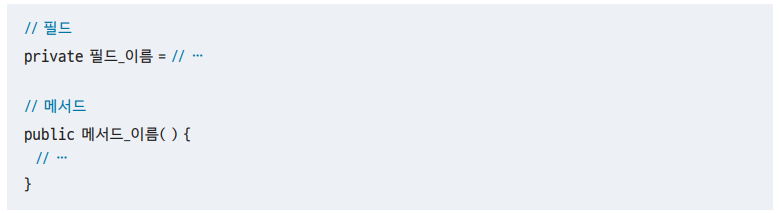 // 필드
private 필드_이름 = // …
// 메서드
public 메서드_이름( ) {
// …
}